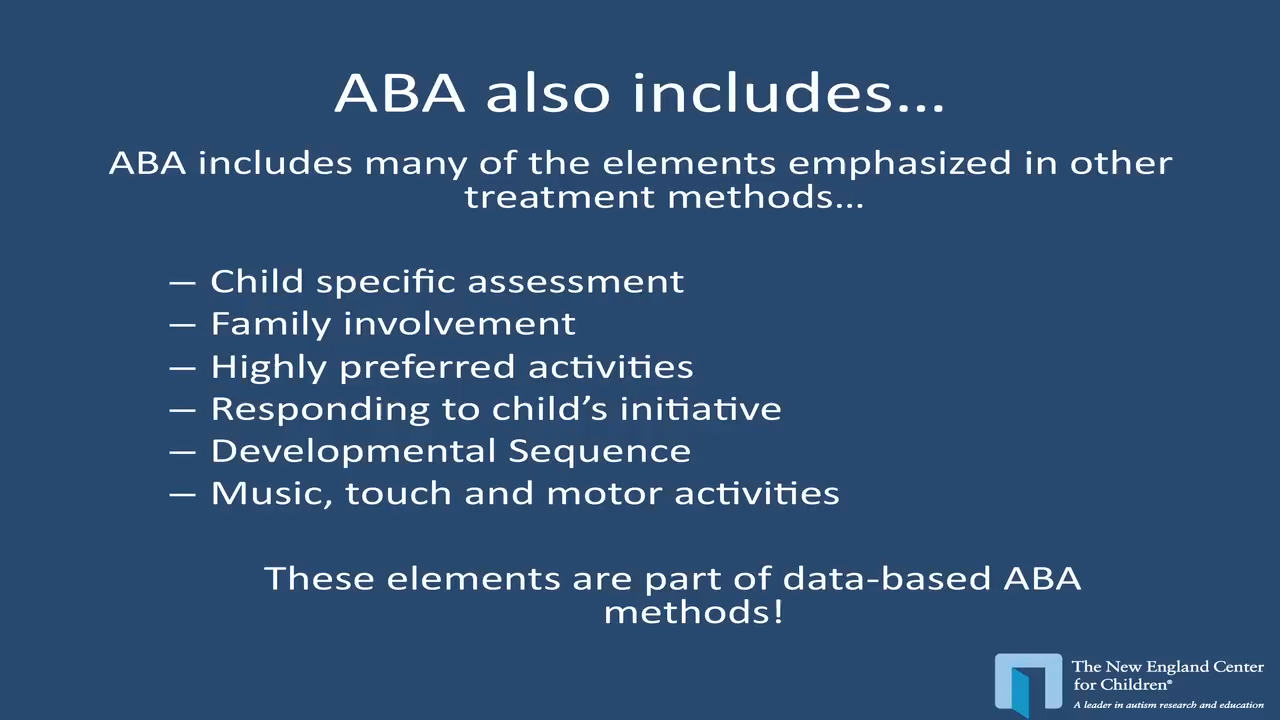 ABA also includes...
ABA includes many of the elements emphasized in other
treatment methods...
– Child specific assessment
– Family involvement
– Highly preferred activities
– Responding to child’s initiative
– Developmental Sequence
– Music, touch and motor activities
These elements are part of data-based ABA
methods!
The New England Center
for Children®
A leader in autism research and education